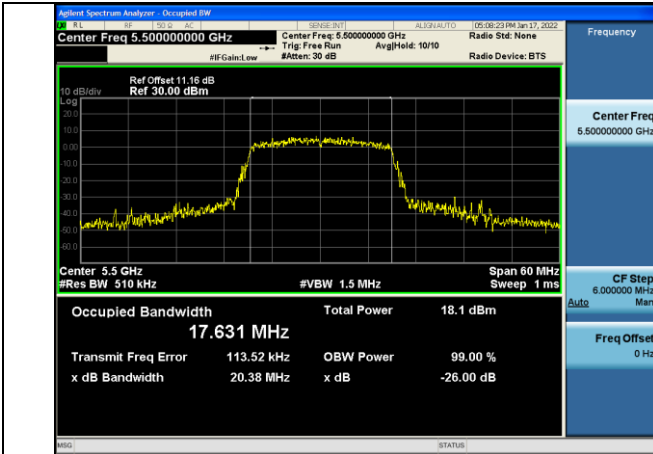 Agilent Spectrum Analyzer - Occupied BW
RL RF 50 Ω AC SENSE:INT ALIGNAUTO 05:08:23 PM Jan 17, 2022
Center Freq 5.500000000 GHz
Center Freq: 5.500000000 GHz
Radio Std: None
Trig: Free Run Avg|Hold: 10/10
#IFGain:Low #Atten: 30 dB Radio Device: BTS
Ref Offset 11.16 dB
10 dB/div Ref 30.00 dBm
Log
20.0
10.0
0.00
-10.0
-20.0
-30.0
-40.0
-50.0
-60.0
Center 5.5 GHz Span 60 MHz
#Res BW 510 kHz #VBW 1.5 MHz Sweep 1 ms
Occupied Bandwidth Total Power 18.1 dBm
17.631 MHz
Transmit Freq Error 113.52 kHz OBW Power 99.00 %
x dB Bandwidth 20.38 MHz x dB -26.00 dB
MSG STATUS
Frequency
Center Freq
5.500000000 GHz
CF Step
6.000000 MHz
Auto Man
Freq Offset
0 Hz